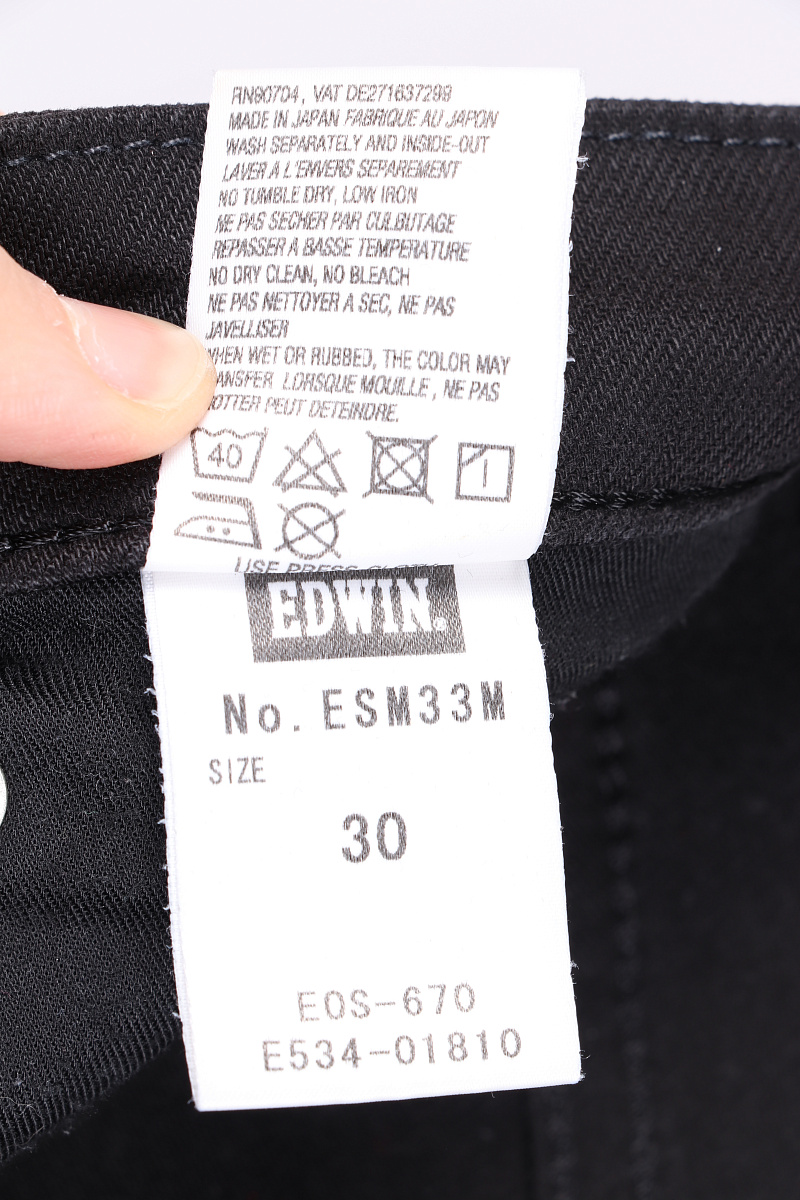 RN90704, VAT DE271637299
MADE IN JAPAN FABRIQUE AU JAPON
WASH SEPARATELY AND INSIDE-OUT
LAVER A L'ENVERS SEPAREMENT
NO TUMBLE DRY, LOW IRON
NE PAS SECHER PAR CULBUTAGE
REPASSER A BASSE TEMPERATURE
NO DRY CLEAN, NO BLEACH
NE PAS NETTOYER A SEC, NE PAS
JAVELLISER
WHEN WET OR RUBBED, THE COLOR MAY
LORSQUE MOUILLE, NE PAS
PEUT DETEINDRE.
40
USE PRESS
EDWIN®
No. ESM33M
SIZE
30
EOS-670
E534-01810